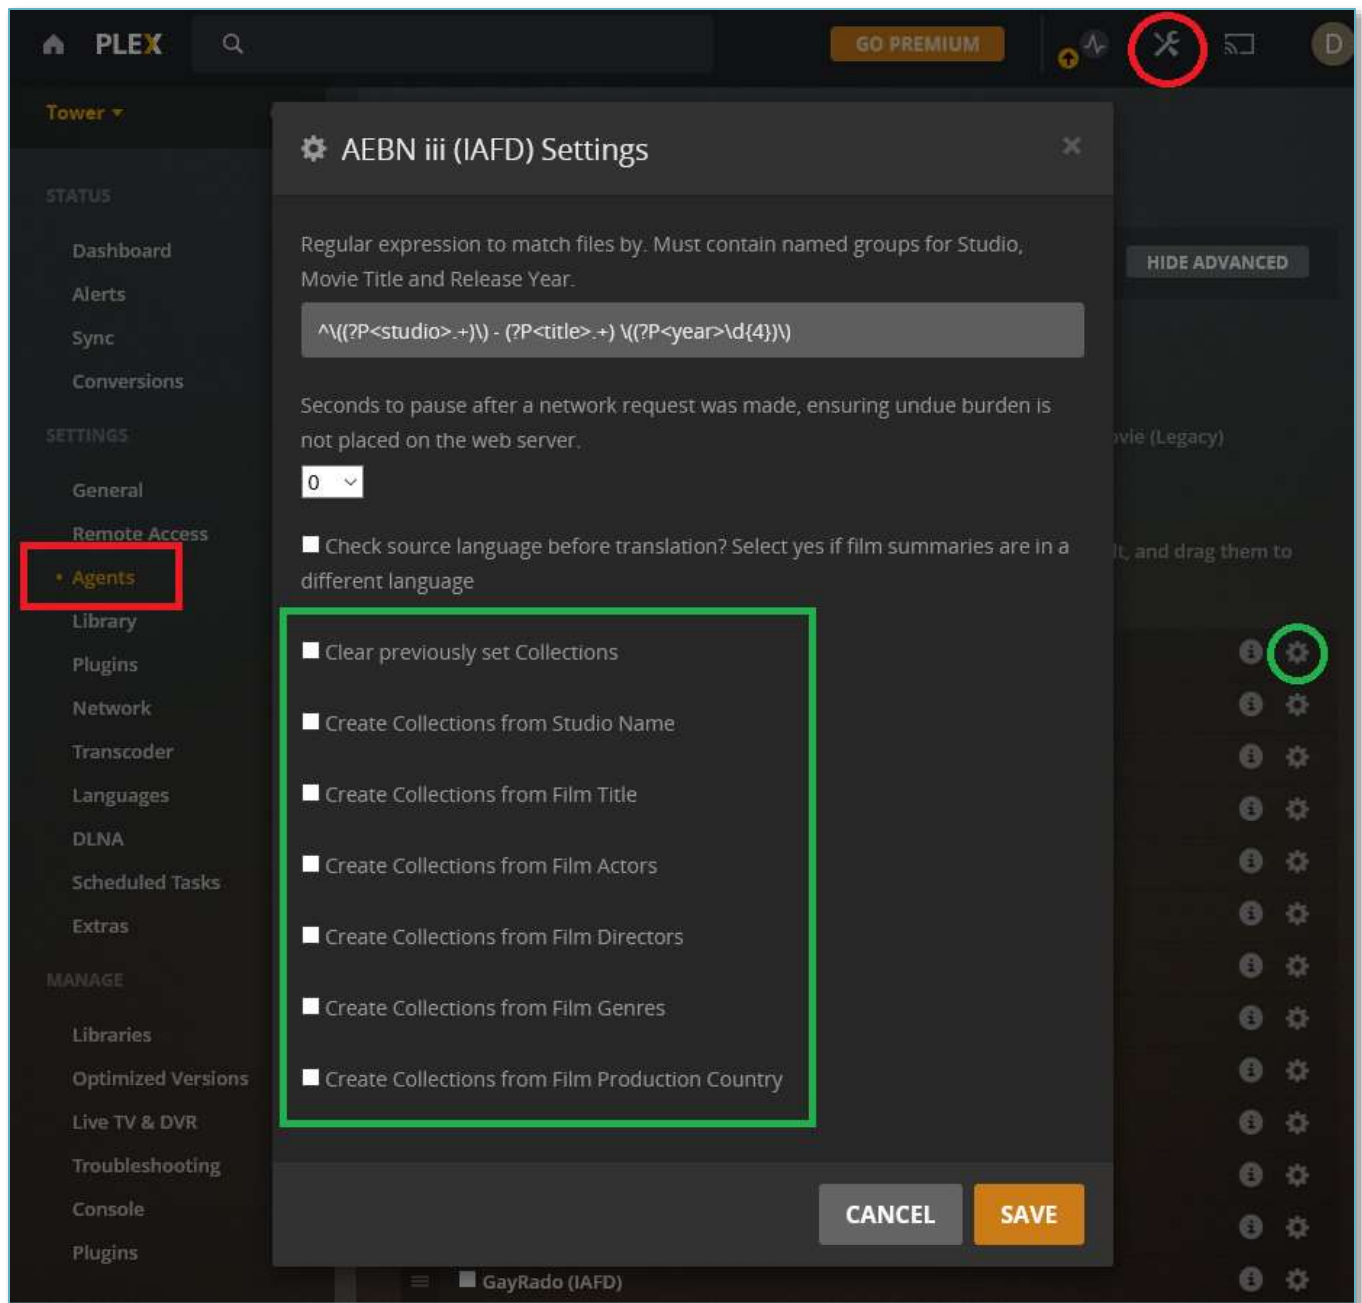 PLEX
GO PREMIUM
D
Tower
AEBN iii (IAFD) Settings
STATUS
Dashboard
Alerts
Sync
Conversions
SETTINGS
General
Remote Access
Agents
Library
Plugins
Network
Transcoder
Languages
DLNA
Scheduled Tasks
Extras
MANAGE
Libraries
Optimized Versions
Live TV & DVR
Troubleshooting
Console
Plugins
Regular expression to match files by. Must contain named groups for Studio,
Movie Title and Release Year.
^\((?P<studio>.+)\) - (?P<title>.+) \((?P<year>\d{4})\)
Seconds to pause after a network request was made, ensuring undue burden is
not placed on the web server.
0
Check source language before translation? Select yes if film summaries are in a
different language
Clear previously set Collections
Create Collections from Studio Name
Create Collections from Film Title
Create Collections from Film Actors
Create Collections from Film Directors
Create Collections from Film Genres
Create Collections from Film Production Country
CANCEL
SAVE
HIDE ADVANCED
(Legacy)
and drag them to
GayRado (IAFD)